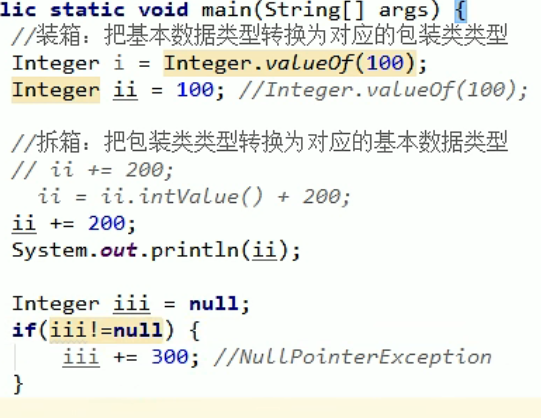 lic static void main(String[] args) {
//装箱：把基本数据类型转换为对应的包装类类型
Integer i = Integer.valueOf(100);
Integer ii = 100; //Integer.valueOf(100);
//拆箱：把包装类类型转换为对应的基本数据类型
// ii += 200;
ii = ii.intValue() + 200;
ii += 200;
System.out.println(ii);
Integer iii = null;
if(iii!=null) {
iii += 300; //NullPointerException
}